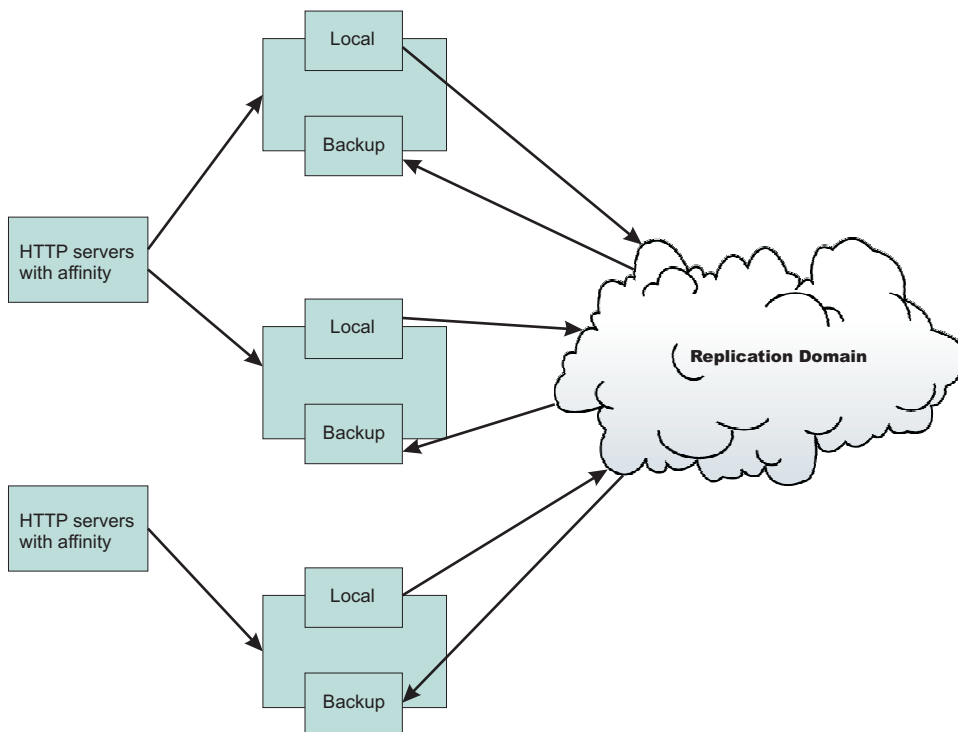 Local
Backup
HTTP servers
with affinity
Local
Replication Domain
Backup
HTTP servers
with affinity
Local
Backup